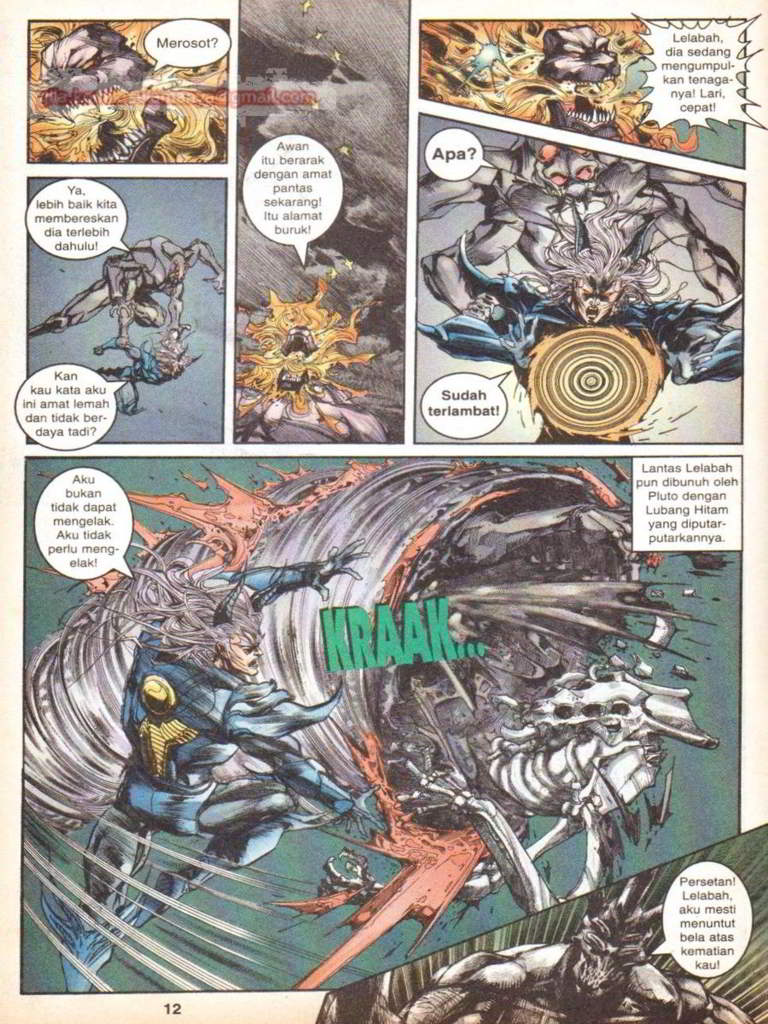 Merosot?
Ya,
lebih baik kita
membereskan
dia terlebih
dahulu!
Kan
kau kata aku
ini amat lemah
dan tidak ber-
daya tadi?
Awan
itu berarak
dengan amat
pantas
sekarang!
Itu alamat
buruk!
Lelabah,
dia sedang
mengumpul-
kan tenaga-
nya! Lari,
cepat!
Apa?
Sudah
terlambat!
Aku
bukan
tidak dapat
mengelak.
Aku tidak
perlu meng-
elak!
Lantas Lelabah
pun dibunuh oleh
Pluto dengan
Lubang Hitam
yang diputar-
putarkannya.
KRAAK...
Persetan!
Lelabah,
aku mesti
menuntut
bela atas
kematian
kau!
12